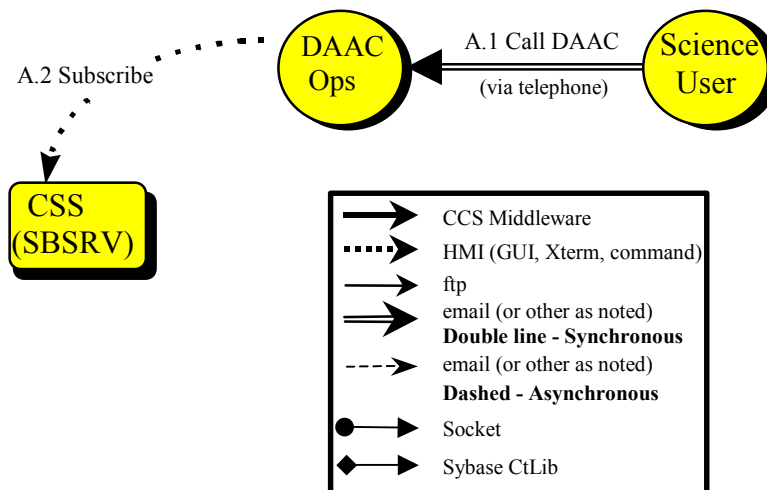 DAAC
Ops
A.1 Call DAAC
(via telephone)
Science
User
A.2 Subscribe
CSS
(SBSRV)
CCS Middleware
HMI (GUI, Xterm, command)
ftp
email (or other as noted)
Double line - Synchronous
email (or other as noted)
Dashed - Asynchronous
Socket
Sybase CtLib